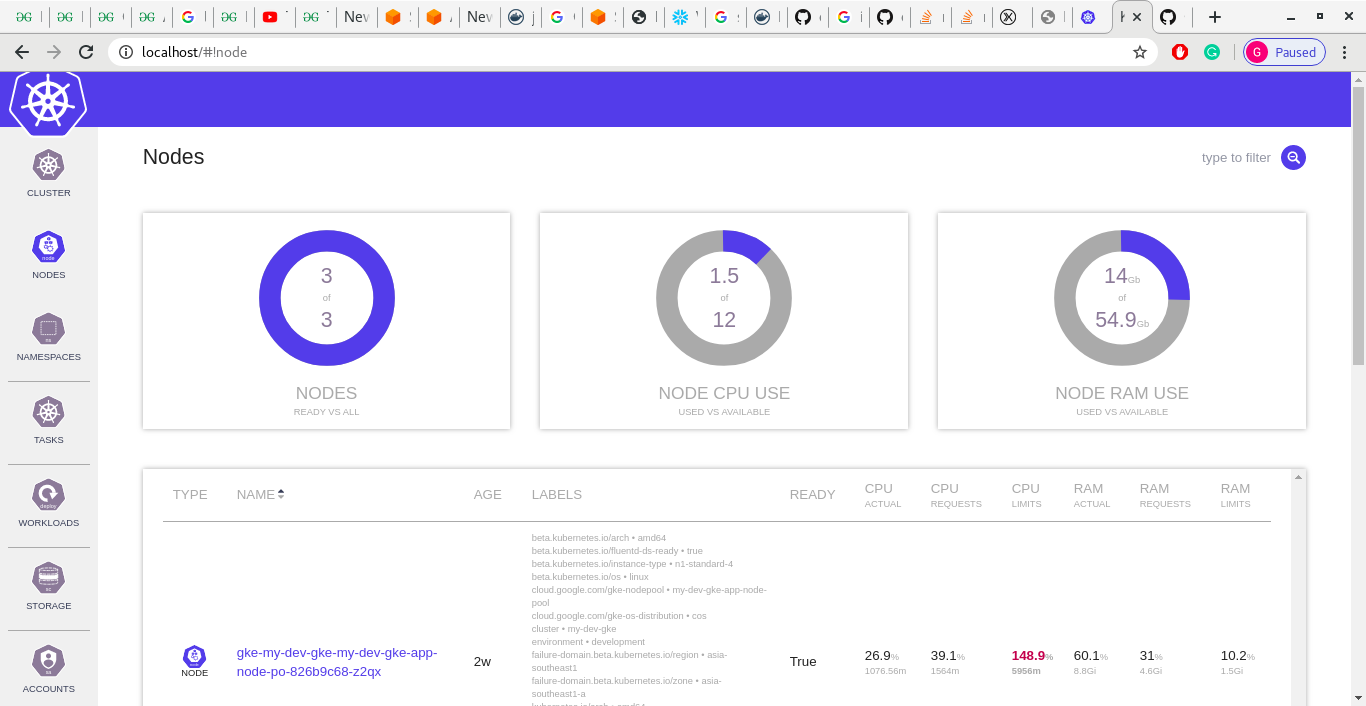 New
New
localhost/#!node
G
Paused
Nodes
type to filter
CLUSTER
node
NODES
ns
NAMESPACES
TASKS
deploy
WORKLOADS
sc
STORAGE
sa
ACCOUNTS
3
of
3
NODES
READY VS ALL
1.5
of
12
NODE CPU USE
USED VS AVAILABLE
14Gb
of
54.9Gb
NODE RAM USE
USED VS AVAILABLE
TYPE NAME AGE LABELS READY CPU ACTUAL CPU REQUESTS CPU LIMITS RAM ACTUAL RAM REQUESTS RAM LIMITS
node
NODE
gke-my-dev-gke-my-dev-gke-app-
node-po-826b9c68-z2qx
2w
beta.kubernetes.io/arch • amd64
beta.kubernetes.io/fluentd-ds-ready • true
beta.kubernetes.io/instance-type • n1-standard-4
beta.kubernetes.io/os • linux
cloud.google.com/gke-nodepool • my-dev-gke-app-node-
pool
cloud.google.com/gke-os-distribution • cos
cluster • my-dev-gke
environment • development
failure-domain.beta.kubernetes.io/region • asia-
southeast1
failure-domain.beta.kubernetes.io/zone • asia-
southeast1-a
True
26.9% 39.1% 148.9% 60.1% 31% 10.2%
1076.56m 1564m 5956m 8.8Gi 4.6Gi 1.5Gi